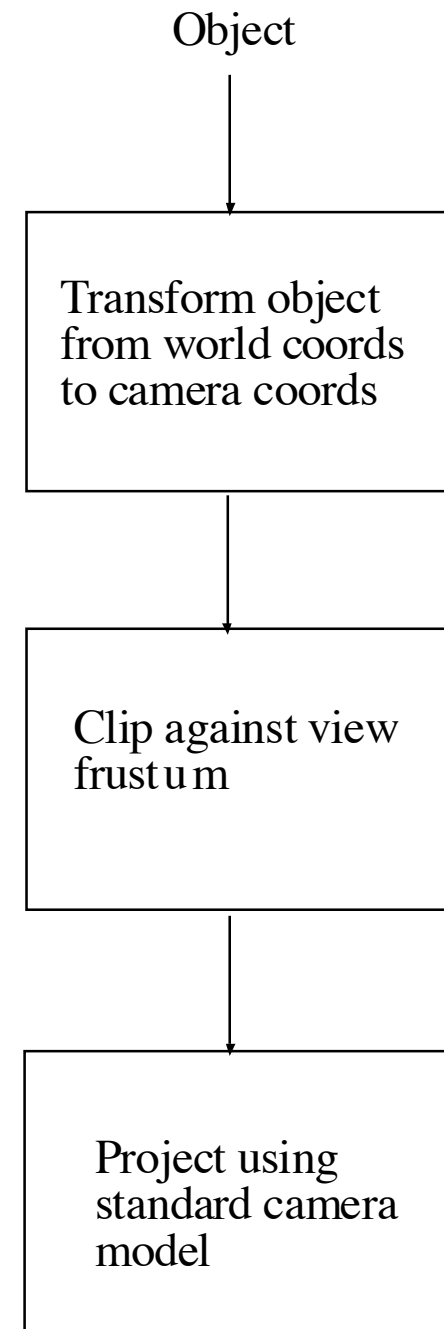 Object
Transform object
from world coords
to camera coords
Clip against view
frustum
Project using
standard camera
model